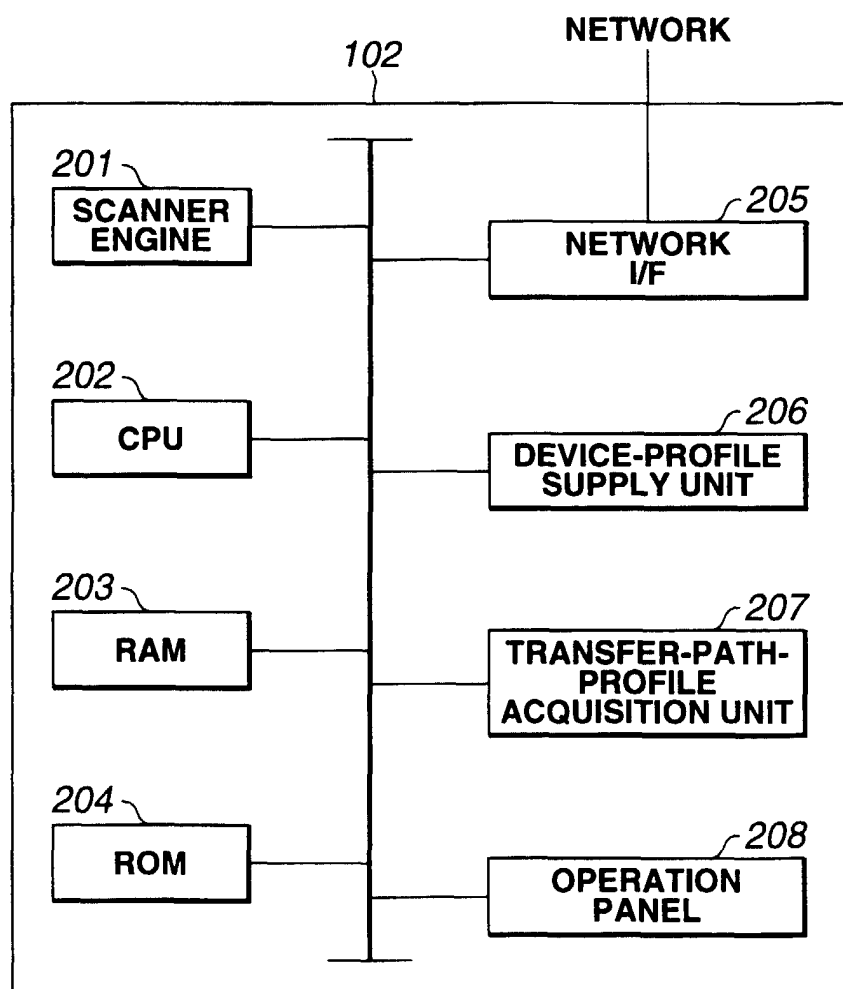 NETWORK
102
201
SCANNER
ENGINE
205
NETWORK
I/F
202
CPU
206
DEVICE-PROFILE
SUPPLY UNIT
203
RAM
207
TRANSFER-PATH-
PROFILE
ACQUISITION UNIT
204
ROM
208
OPERATION
PANEL